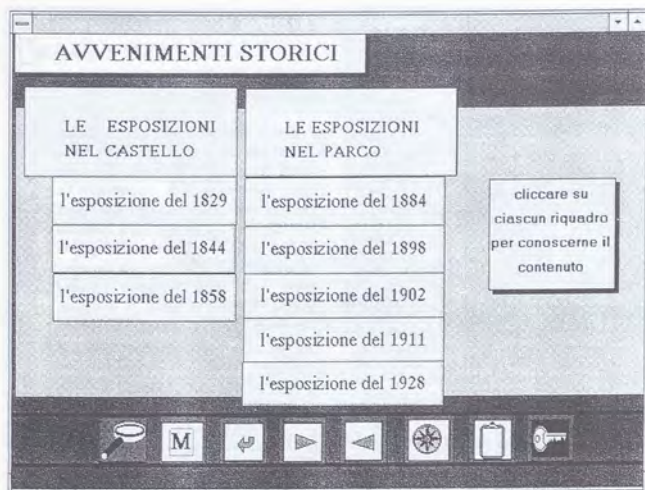 AVVENIMENTI STORICI
LE ESPOSIZIONI
NEL CASTELLO
l'esposizione del 1829
l'esposizione del 1844
l'esposizione del 1858
LE ESPOSIZIONI
NEL PARCO
l'esposizione del 1884
l'esposizione del 1898
l'esposizione del 1902
l'esposizione del 1911
l'esposizione del 1928
cliccare su
ciascun riquadro
per conoscerne il
contenuto
M